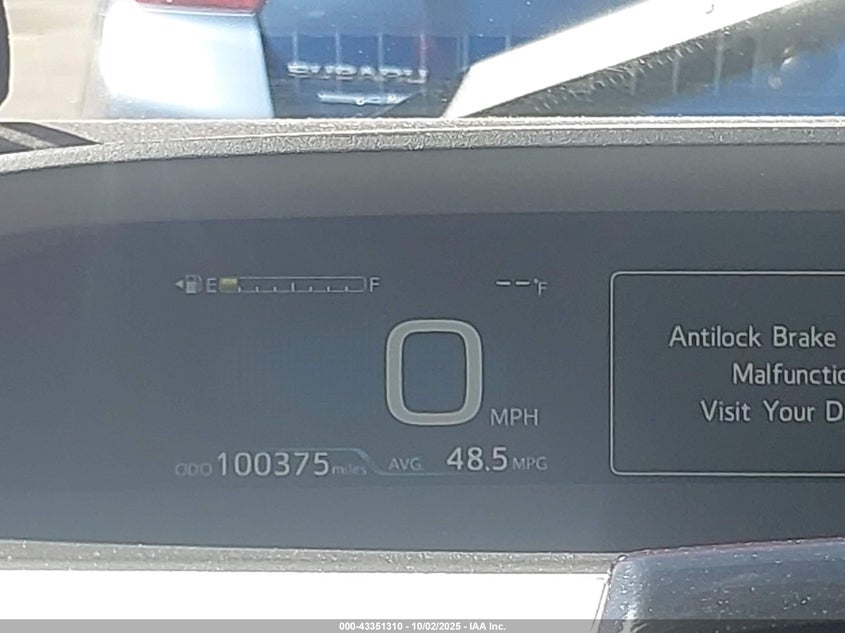 SUBARU
E F --°F
Antilock Brake
Malfunctio
Visit Your D
0 MPH
ODO 100375 miles AVG. 48.5 MPG
000-43351310 - 10/02/2025 - IAA Inc.